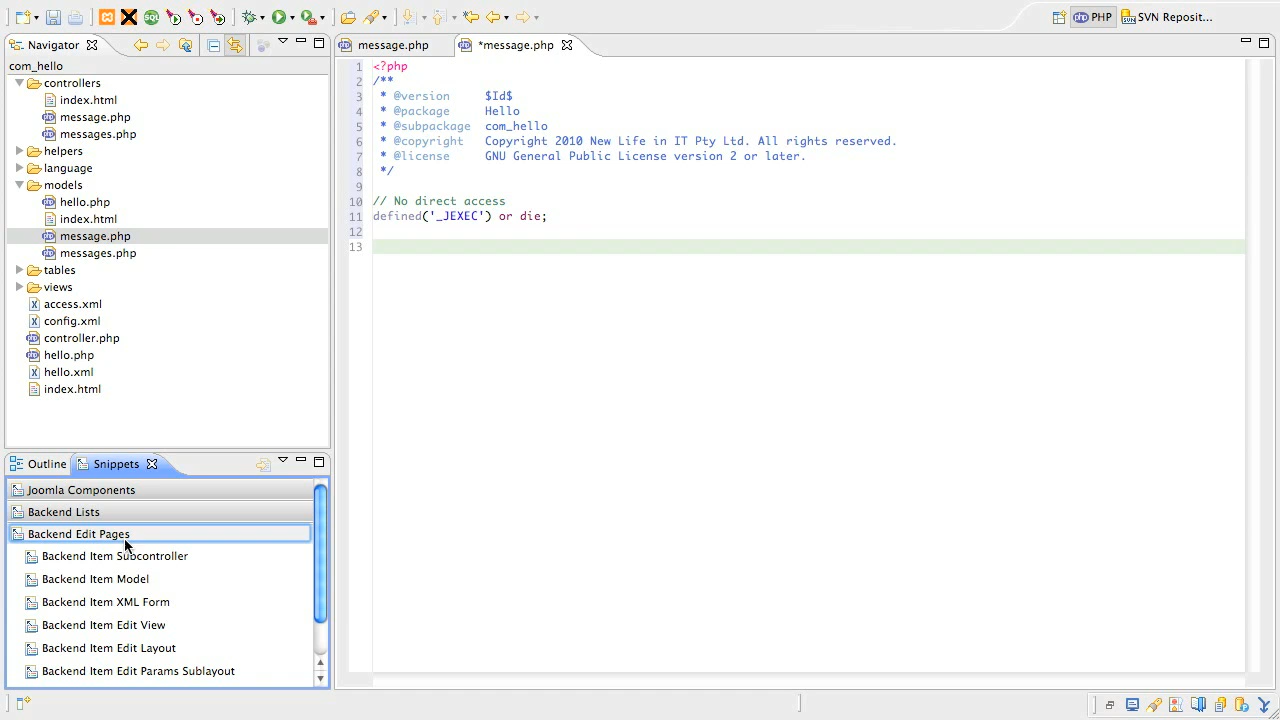 PHP
SVN Reposit...
Navigator
message.php
*message.php
com_hello
controllers
index.html
message.php
messages.php
helpers
language
models
hello.php
index.html
message.php
messages.php
tables
views
access.xml
config.xml
controller.php
hello.php
hello.xml
index.html
1 <?php
2 /**
3 * @version $Id$
4 * @package Hello
5 * @subpackage com_hello
6 * @copyright Copyright 2010 New Life in IT Pty Ltd. All rights reserved.
7 * @license GNU General Public License version 2 or later.
8 */
9
10 // No direct access
11 defined('_JEXEC') or die;
12
13
Outline
Snippets
Joomla Components
Backend Lists
Backend Edit Pages
Backend Item Subcontroller
Backend Item Model
Backend Item XML Form
Backend Item Edit View
Backend Item Edit Layout
Backend Item Edit Params Sublayout